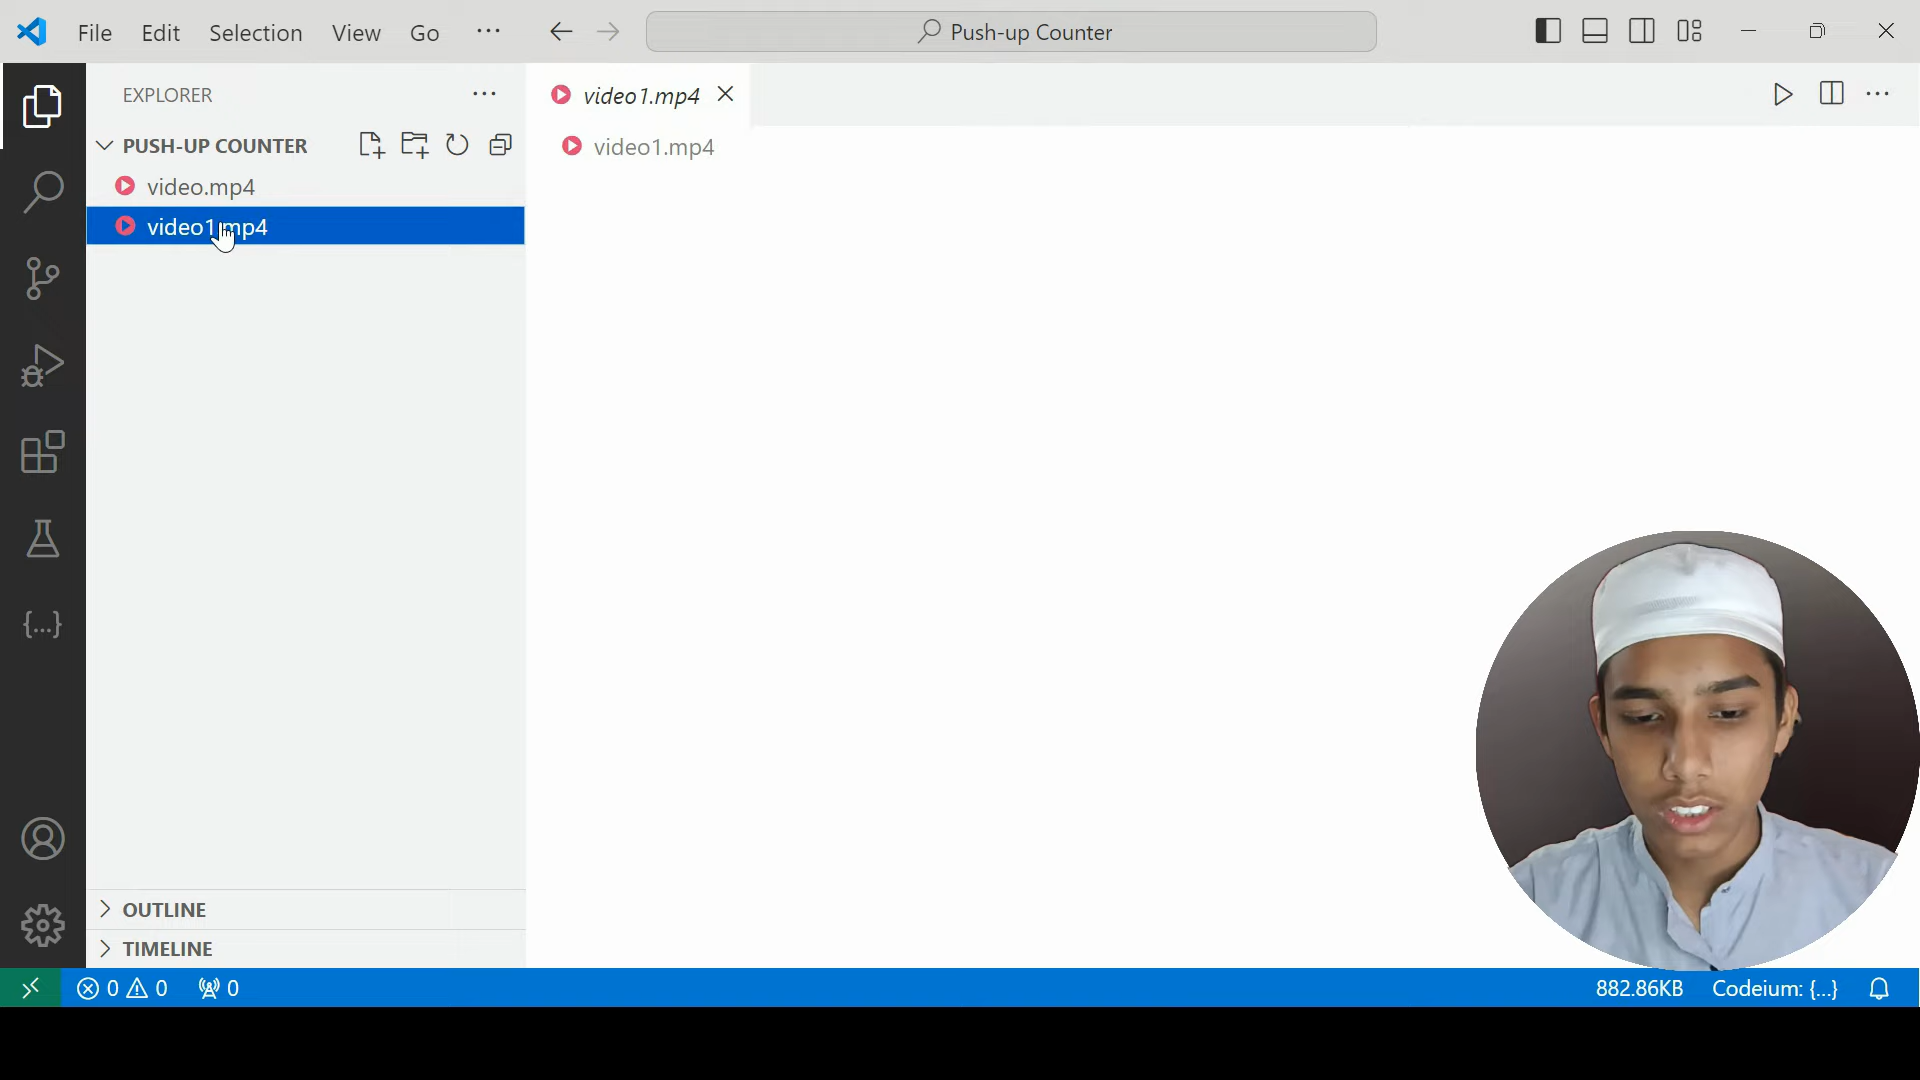 File Edit Selection View Go ...
Push-up Counter
EXPLORER
PUSH-UP COUNTER
video.mp4
video1.mp4
OUTLINE
TIMELINE
video1.mp4
video1.mp4
0 0 0
882.86KB Codeium: {...}